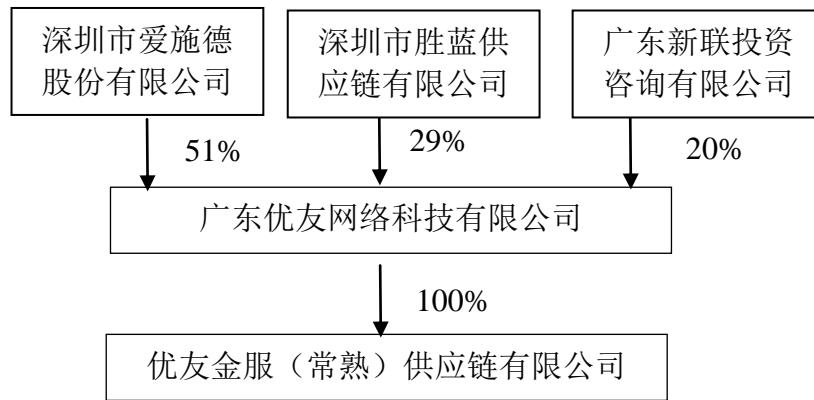 深圳市爱施德
股份有限公司
深圳市胜蓝供
应链有限公司
广东新联投资
咨询有限公司
51%
29%
20%
广东优友网络科技有限公司
100%
优友金服（常熟）供应链有限公司